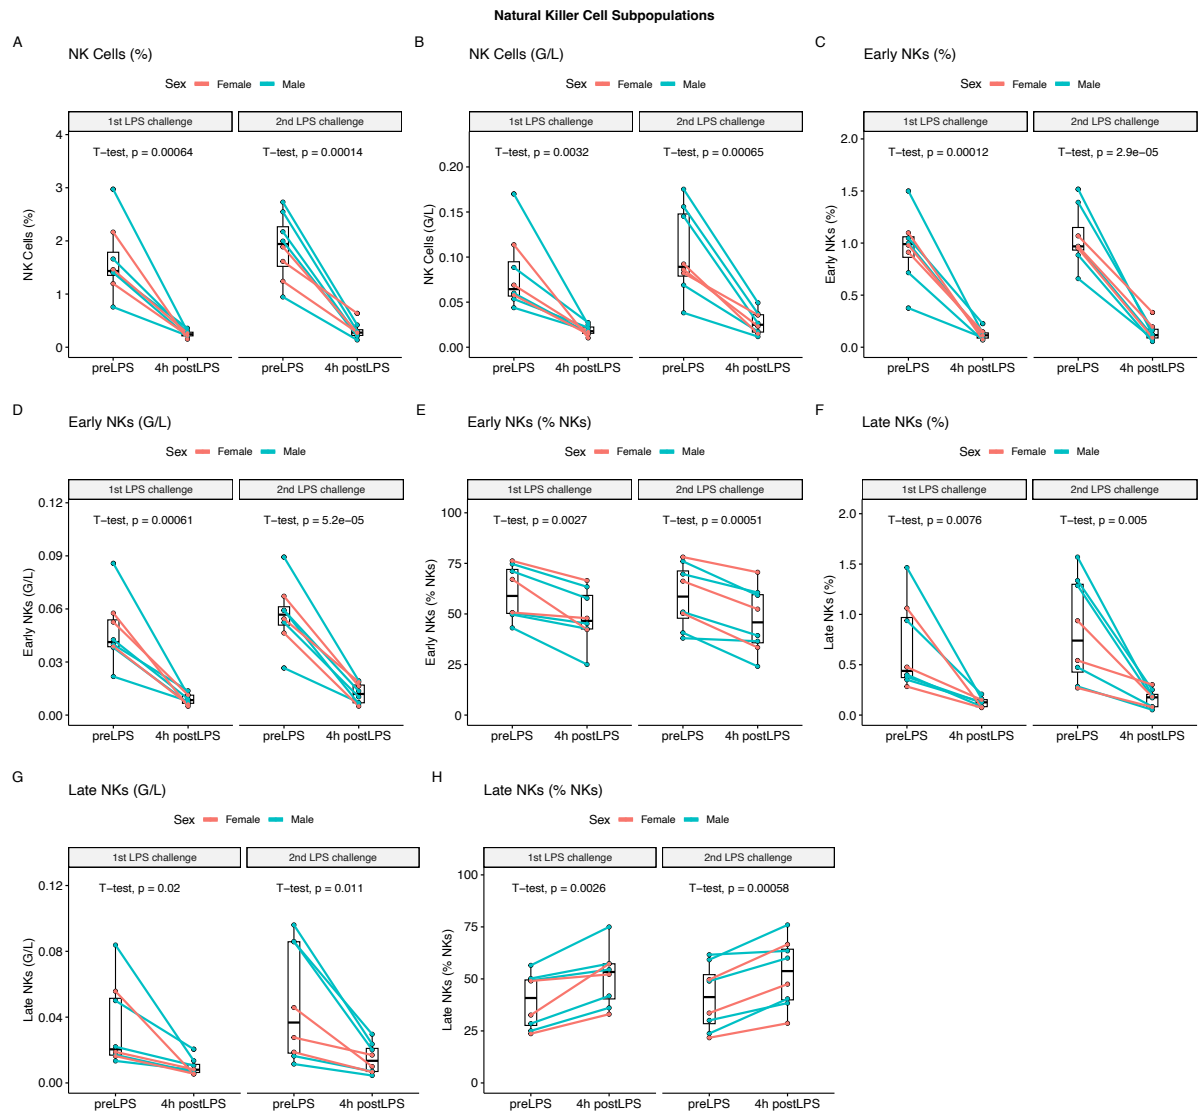 Natural Killer Cell Subpopulations
A
NK Cells (%)
Sex Female Male
1st LPS challenge
2nd LPS challenge
T-test, p = 0.00064
T-test, p = 0.00014
NK Cells (%)
4
3
2
1
0
preLPS 4h postLPS
preLPS 4h postLPS
B
NK Cells (G/L)
Sex Female Male
1st LPS challenge
2nd LPS challenge
T-test, p = 0.0032
T-test, p = 0.00065
NK Cells (G/L)
0.20
0.15
0.10
0.05
0.00
preLPS 4h postLPS
preLPS 4h postLPS
C
Early NKs (%)
Sex Female Male
1st LPS challenge
2nd LPS challenge
T-test, p = 0.00012
T-test, p = 2.9e-05
Early NKs (%)
2.0
1.5
1.0
0.5
0.0
preLPS 4h postLPS
preLPS 4h postLPS
D
Early NKs (G/L)
Sex Female Male
1st LPS challenge
2nd LPS challenge
T-test, p = 0.00061
T-test, p = 5.2e-05
Early NKs (G/L)
0.12
0.09
0.06
0.03
0.00
preLPS 4h postLPS
preLPS 4h postLPS
E
Early NKs (% NKs)
Sex Female Male
1st LPS challenge
2nd LPS challenge
T-test, p = 0.0027
T-test, p = 0.00051
Early NKs (% NKs)
100
75
50
25
0
preLPS 4h postLPS
preLPS 4h postLPS
F
Late NKs (%)
Sex Female Male
1st LPS challenge
2nd LPS challenge
T-test, p = 0.0076
T-test, p = 0.005
Late NKs (%)
2.0
1.5
1.0
0.5
0.0
preLPS 4h postLPS
preLPS 4h postLPS
G
Late NKs (G/L)
Sex Female Male
1st LPS challenge
2nd LPS challenge
T-test, p = 0.02
T-test, p = 0.011
Late NKs (G/L)
0.12
0.08
0.04
0.00
preLPS 4h postLPS
preLPS 4h postLPS
H
Late NKs (% NKs)
Sex Female Male
1st LPS challenge
2nd LPS challenge
T-test, p = 0.0026
T-test, p = 0.00058
Late NKs (% NKs)
100
75
50
25
0
preLPS 4h postLPS
preLPS 4h postLPS